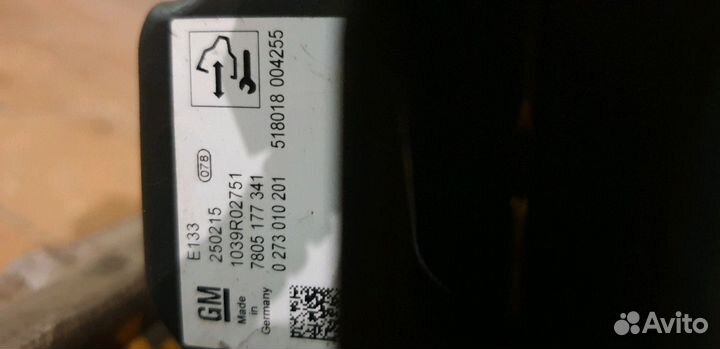 E133
078
250215
1039R02751
7805 177 341
0 273 010 201
518018 004255
GM
Made
in
Germany
Avito